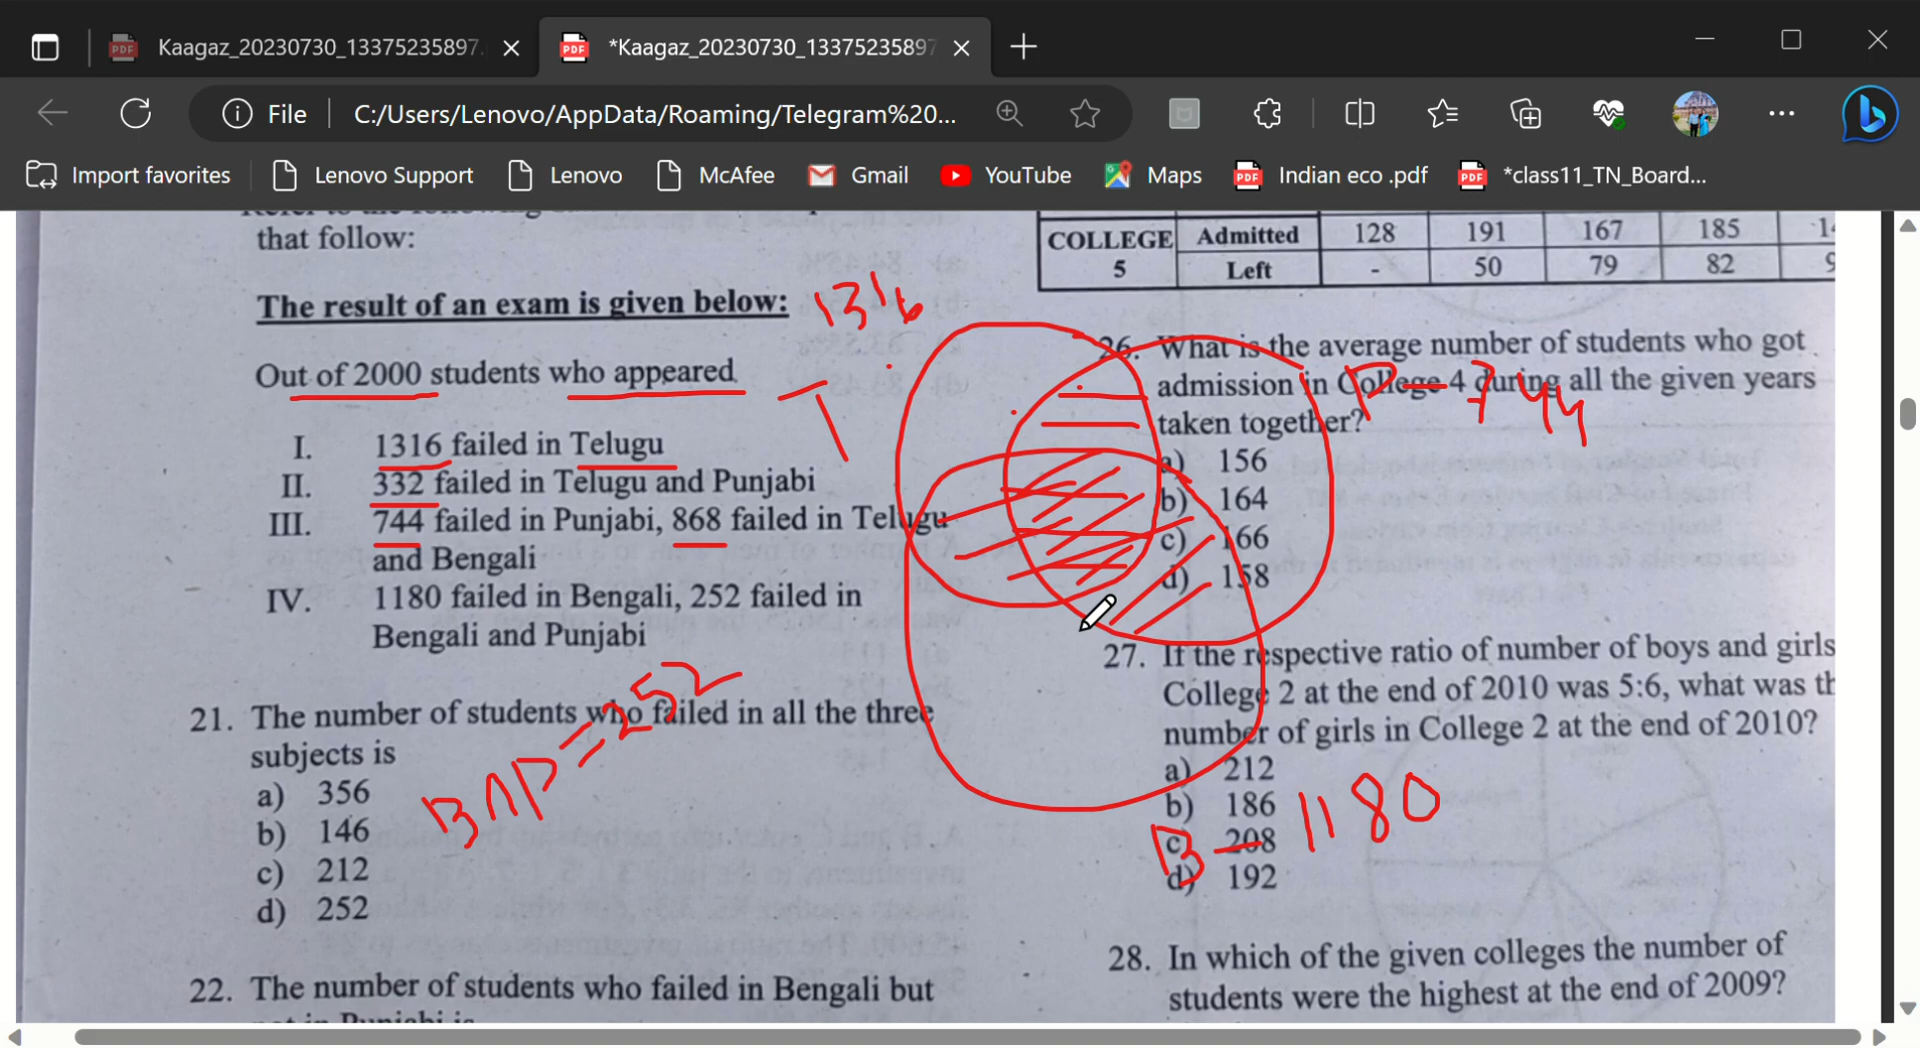 Kaagaz_20230730_13375235897.
*Kaagaz_20230730_13375235897
File
C:/Users/Lenovo/AppData/Roaming/Telegram%20...
Import favorites
Lenovo Support
Lenovo
McAfee
Gmail
YouTube
Maps
Indian eco .pdf
*class11_TN_Board...
that follow:
The result of an exam is given below:
1316
Out of 2000 students who appeared
T
I. 1316 failed in Telugu
II. 332 failed in Telugu and Punjabi
III. 744 failed in Punjabi, 868 failed in Telugu
and Bengali
IV. 1180 failed in Bengali, 252 failed in
Bengali and Punjabi
21. The number of students who failed in all the three
subjects is
a) 356
b) 146
c) 212
d) 252
B∩P=252
22. The number of students who failed in Bengali but
not in Punjabi is
COLLEGE 5 Admitted 128 191 167 185
Left - 50 79 82
26. What is the average number of students who got
admission in College 4 during all the given years
taken together?
P-744
a) 156
b) 164
c) 166
d) 158
27. If the respective ratio of number of boys and girls
College 2 at the end of 2010 was 5:6, what was
number of girls in College 2 at the end of 2010?
a) 212
b) 186
c) 208
d) 192
B-1180
28. In which of the given colleges the number of
students were the highest at the end of 2009?